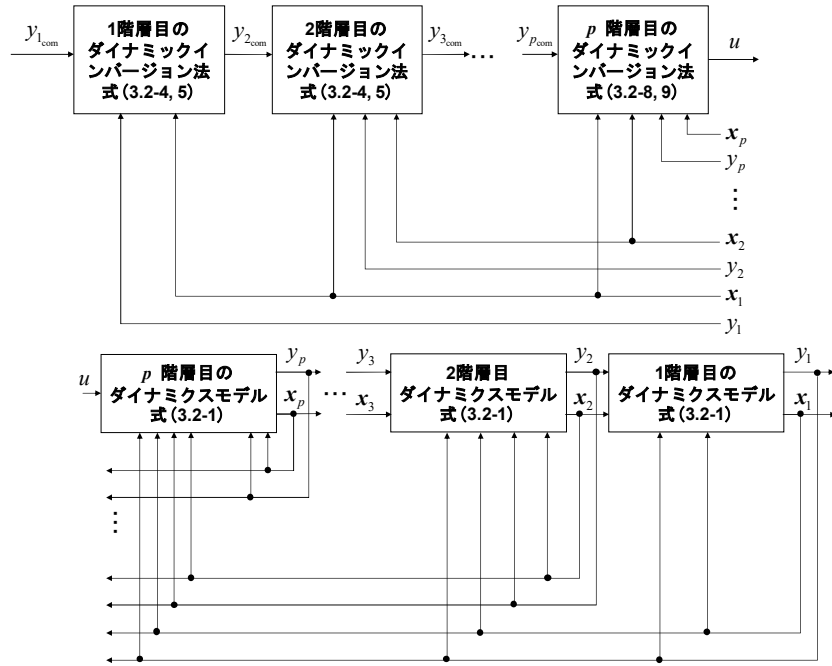 y1com
1階層目の
ダイナミックイ
ンバージョン法
式 (3.2-4, 5)
y2com
2階層目の
ダイナミックイ
ンバージョン法
式 (3.2-4, 5)
y3com
…
ypcom
p 階層目の
ダイナミックイ
ンバージョン法
式 (3.2-8, 9)
u
xp
yp
⋮
x2
y2
x1
y1
u
p 階層目の
ダイナミクスモデル
式 (3.2-1)
yp
xp
…
y3
x3
2階層目
ダイナミクスモデル
式 (3.2-1)
y2
x2
1階層目の
ダイナミクスモデル
式 (3.2-1)
y1
x1
⋮